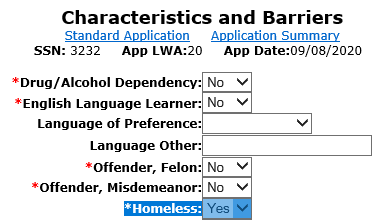 Characteristics and Barriers
Standard Application Application Summary
SSN: 3232 App LWA:20 App Date:09/08/2020
*Drug/Alcohol Dependency: No
*English Language Learner: No
Language of Preference:
Language Other:
*Offender, Felon: No
*Offender, Misdemeanor: No
*Homeless: Yes